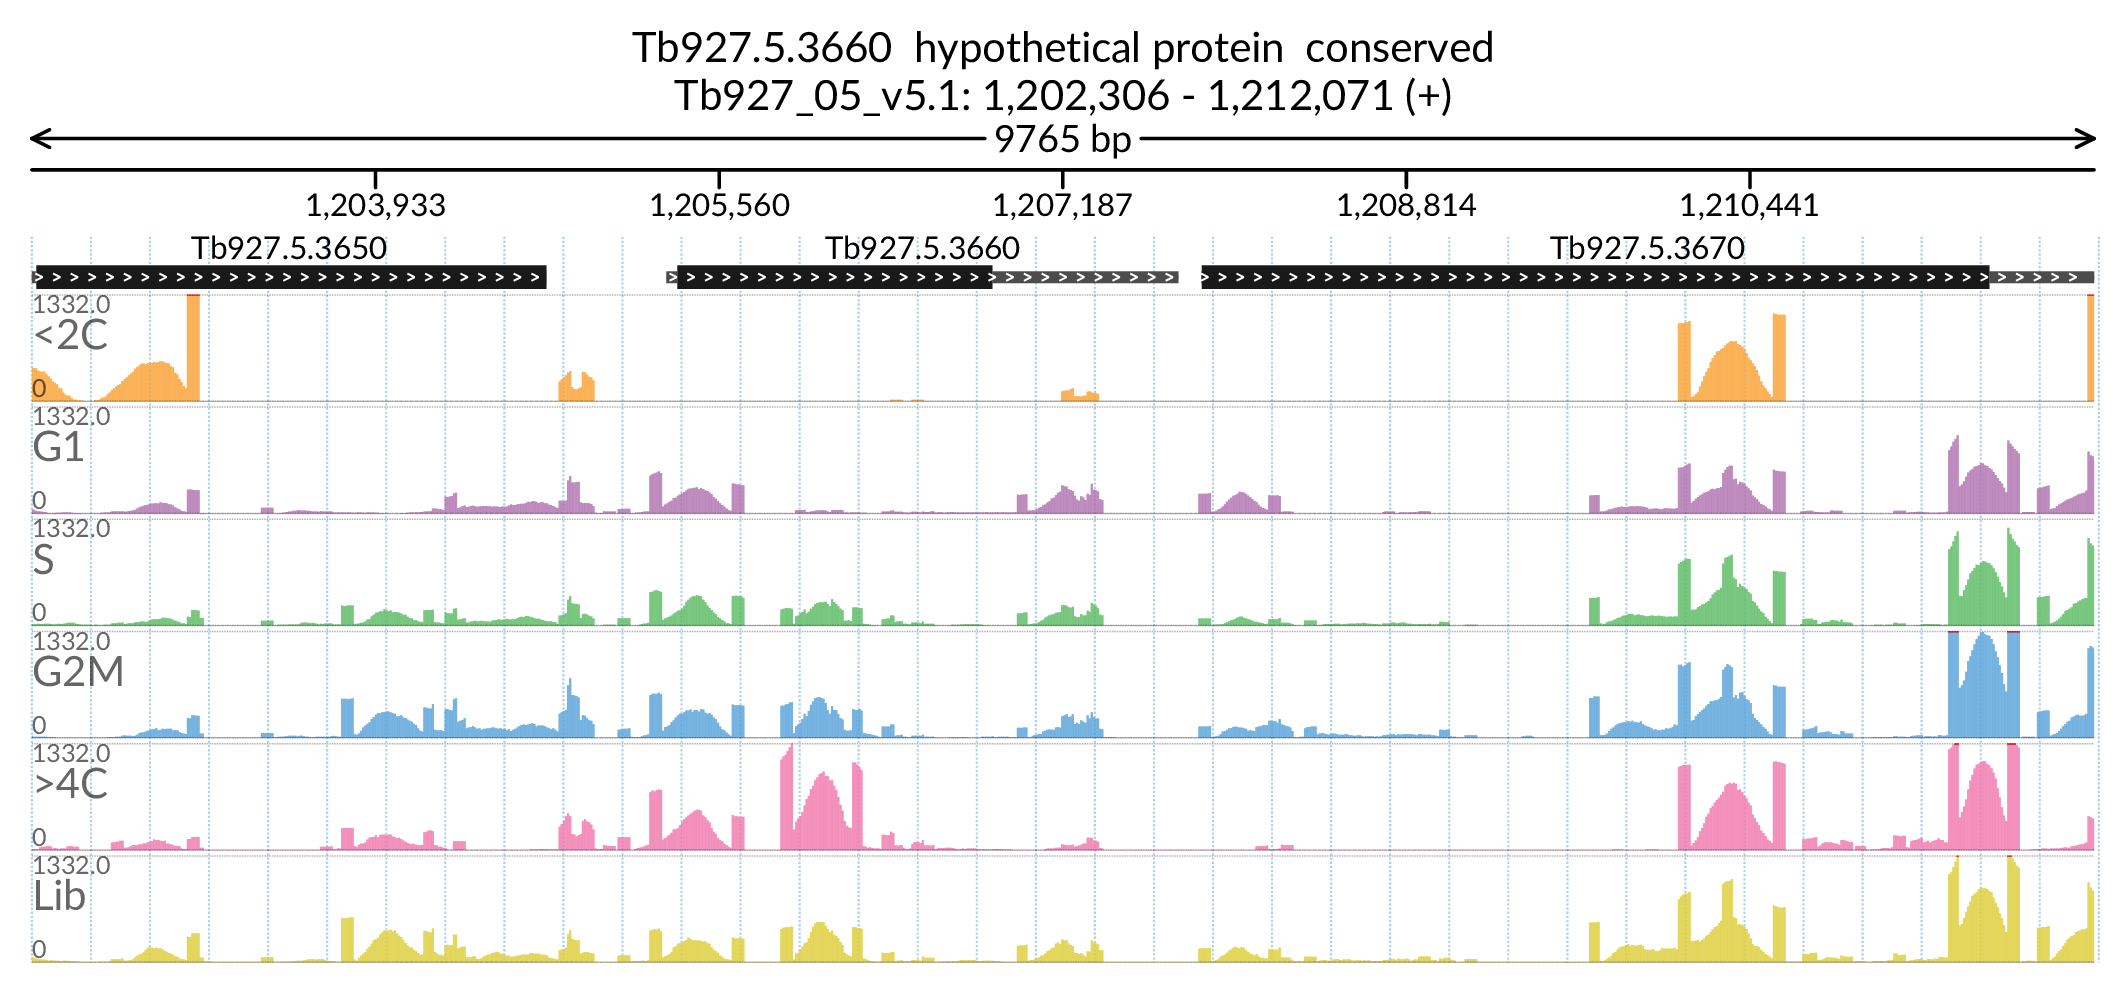 Tb927.5.3660 hypothetical protein conserved
Tb927_05_v5.1: 1,202,306 - 1,212,071 (+)
9765 bp
1,203,933 1,205,560 1,207,187 1,208,814 1,210,441
Tb927.5.3650 Tb927.5.3660 Tb927.5.3670
1332.0
<2C
0
1332.0
G1
0
1332.0
S
0
1332.0
G2M
0
1332.0
>4C
0
1332.0
Lib
0